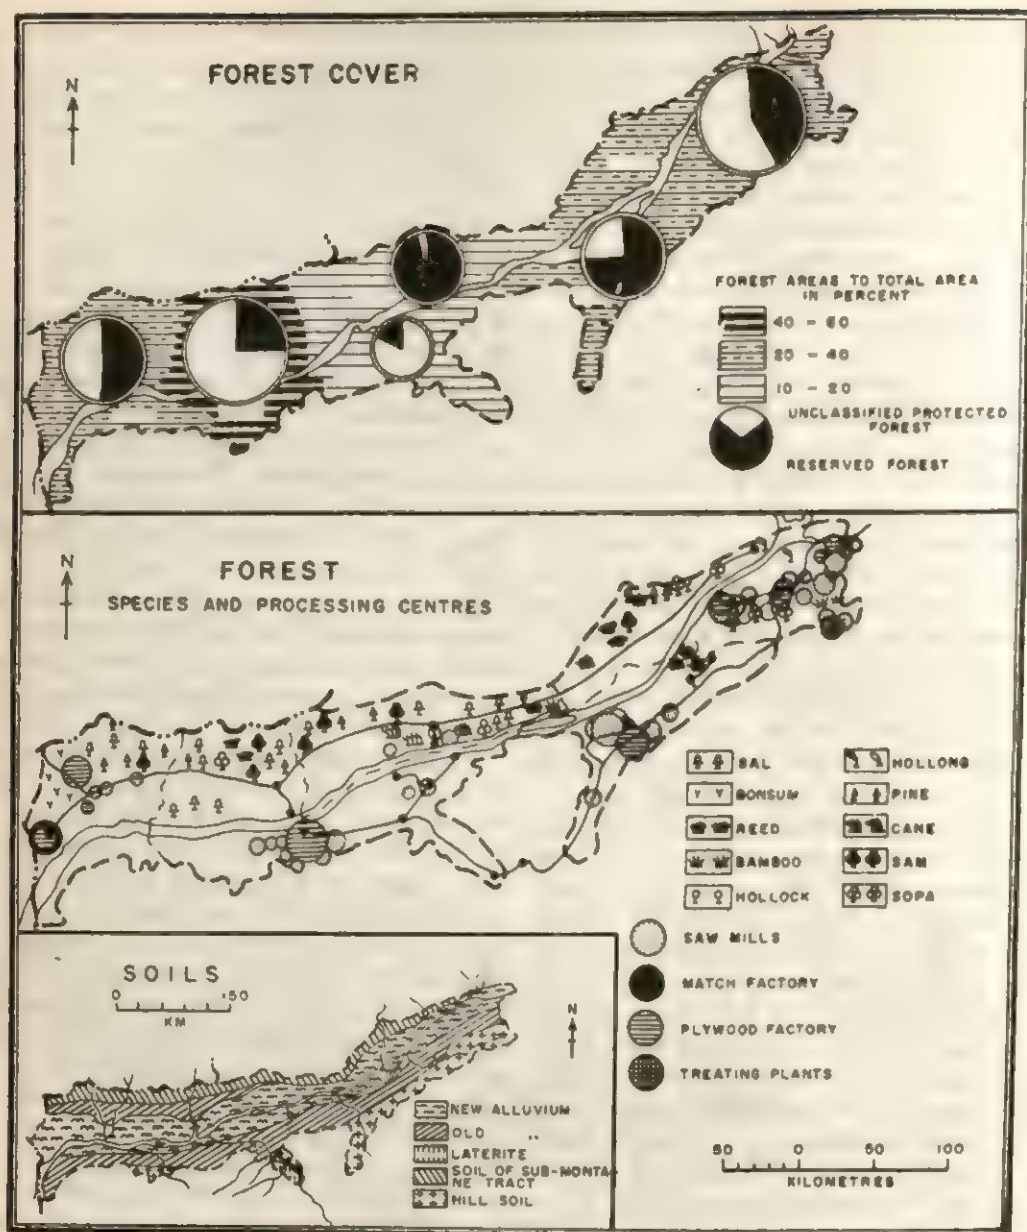 FOREST COVER
N
FOREST AREAS TO TOTAL AREA
IN PERCENT
40 - 60
20 - 40
10 - 20
UNCLASSIFIED PROTECTED
FOREST
RESERVED FOREST
N
FOREST
SPECIES AND PROCESSING CENTRES
SAL
HOLLONG
BONSUM
PINE
REED
CANE
BAMBOO
SAM
HOLLOCK
SOPA
SAW MILLS
MATCH FACTORY
PLYWOOD FACTORY
TREATING PLANTS
50 0 50 100
KILOMETRES
SOILS
0 150
KM
N
NEW ALLUVIUM
OLD ,,
LATERITE
SOIL OF SUB-MONTA-
NE TRACT
HILL SOIL